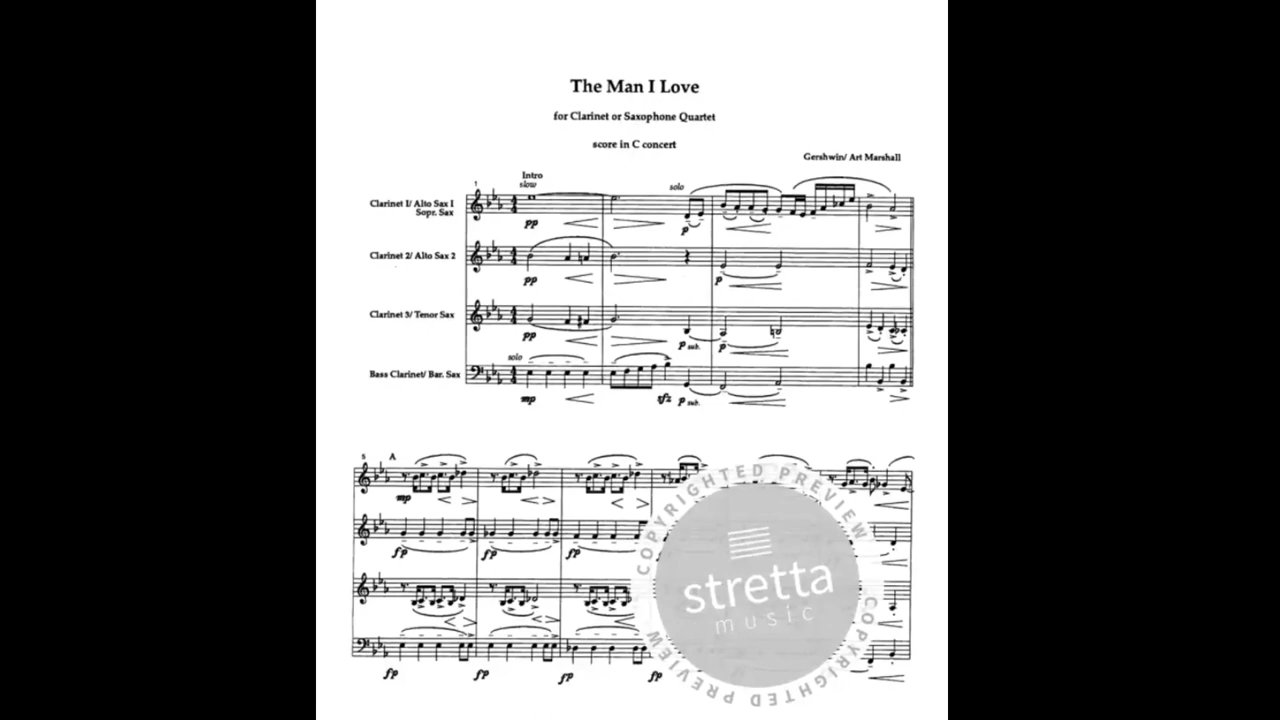 The Man I Love
for Clarinet or Saxophone Quartet
score in C concert
Gershwin/ Art Marshall
Intro
slow
1
solo
Clarinet I/ Alto Sax I
Sopr. Sax
pp
p
Clarinet 2/ Alto Sax 2
pp
p
Clarinet 3/ Tenor Sax
pp
p sub.
p
solo
Bass Clarinet/ Bar. Sax
mp
sfz
p sub.
5
A
mp
fp
fp
fp
fp
fp
fp
fp
COPYRIGHTED PREVIEW
stretta
music
COPYRIGHTED PREVIEW